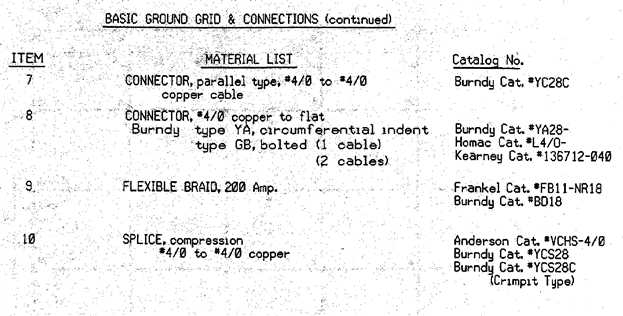 BASIC GROUND GRID & CONNECTIONS (continued)
ITEM MATERIAL LIST Catalog No.
7 CONNECTOR, parallel type, #4/0 to #4/0 Burndy Cat. #YC28C
copper cable
8 CONNECTOR, #4/0 copper to flat
Burndy type YA, circumferential indent Burndy Cat. #YA28-
type GB, bolted (1 cable) Homac Cat. #L4/0-
(2 cables) Kearney Cat. #136712-040
9 FLEXIBLE BRAID, 200 Amp. Frankel Cat. #FB11-NR18
Burndy Cat. #BD18
10 SPLICE, compression Anderson Cat. #VCHS-4/0
#4/0 to #4/0 copper Burndy Cat. #YCS28
Burndy Cat. #YCS28C
(Crimpit Type)